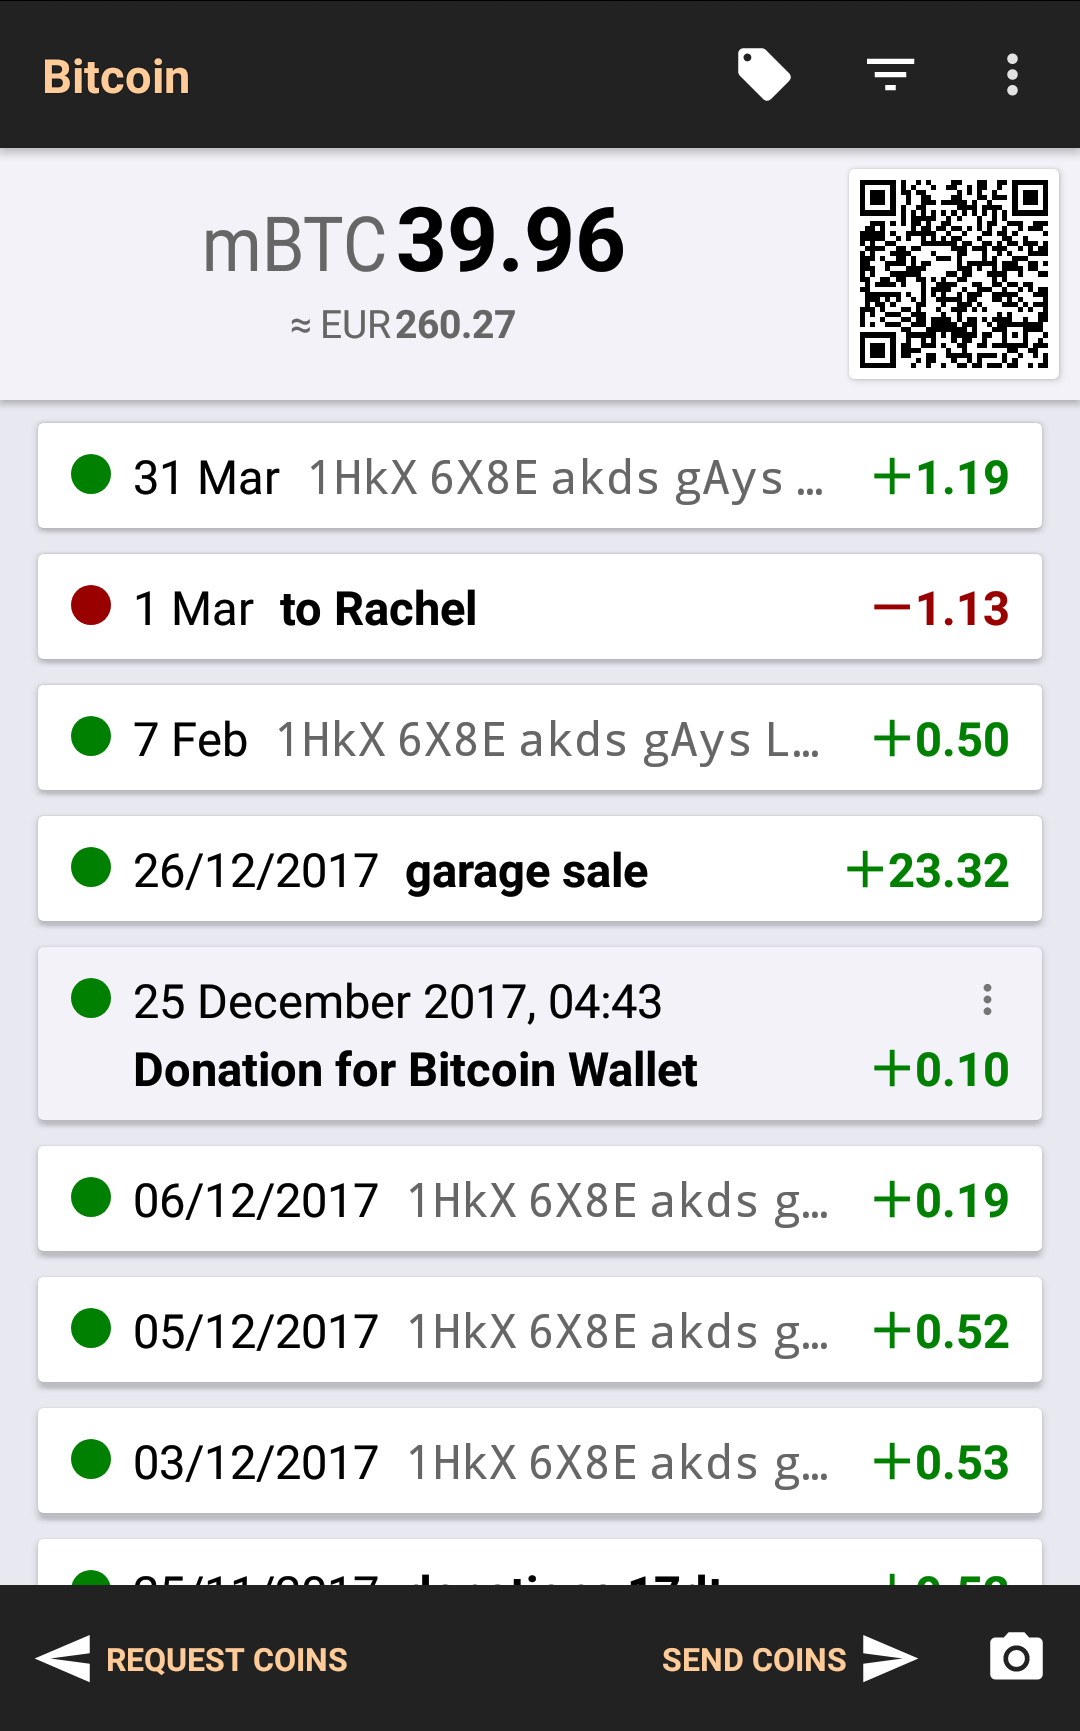 Bitcoin
mBTC 39.96
≈ EUR 260.27
31 Mar 1HkX 6X8E akds gAys … +1.19
1 Mar to Rachel −1.13
7 Feb 1HkX 6X8E akds gAys L… +0.50
26/12/2017 garage sale +23.32
25 December 2017, 04:43
Donation for Bitcoin Wallet +0.10
06/12/2017 1HkX 6X8E akds g… +0.19
05/12/2017 1HkX 6X8E akds g… +0.52
03/12/2017 1HkX 6X8E akds g… +0.53
REQUEST COINS SEND COINS